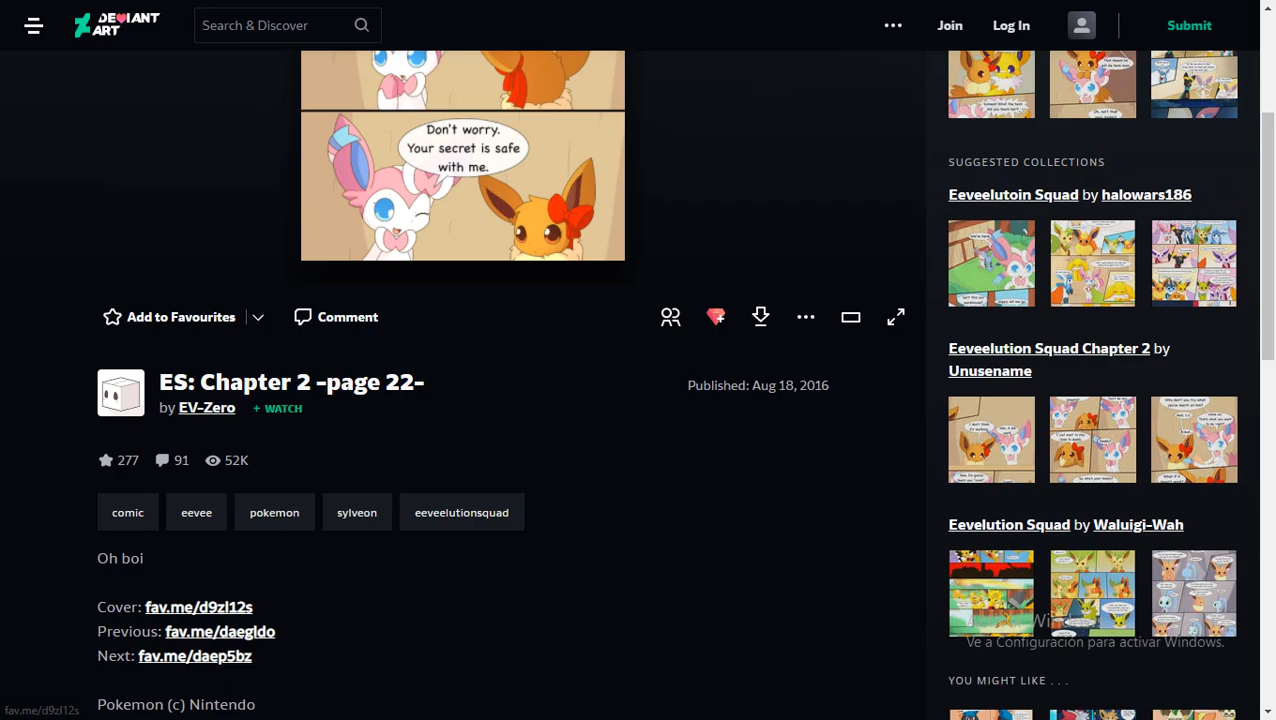 DEVIANT
ART
Search & Discover
Join
Log In
Submit
Don't worry.
Your secret is safe
with me.
Add to Favourites
Comment
ES: Chapter 2 -page 22-
by EV-Zero + WATCH
Published: Aug 18, 2016
277
91
52K
comic
eevee
pokemon
sylveon
eeveelutionsquad
Oh boi
Cover: fav.me/d9zl12s
Previous: fav.me/daegldo
Next: fav.me/daep5bz
Pokemon (c) Nintendo
fav.me/d9zl12s
SUGGESTED COLLECTIONS
Eeveelutoin Squad by halowars186
Eeveelution Squad Chapter 2 by
Unusename
Eevelution Squad by Waluigi-Wah
Ve a Configuración para activar Windows.
YOU MIGHT LIKE . . .